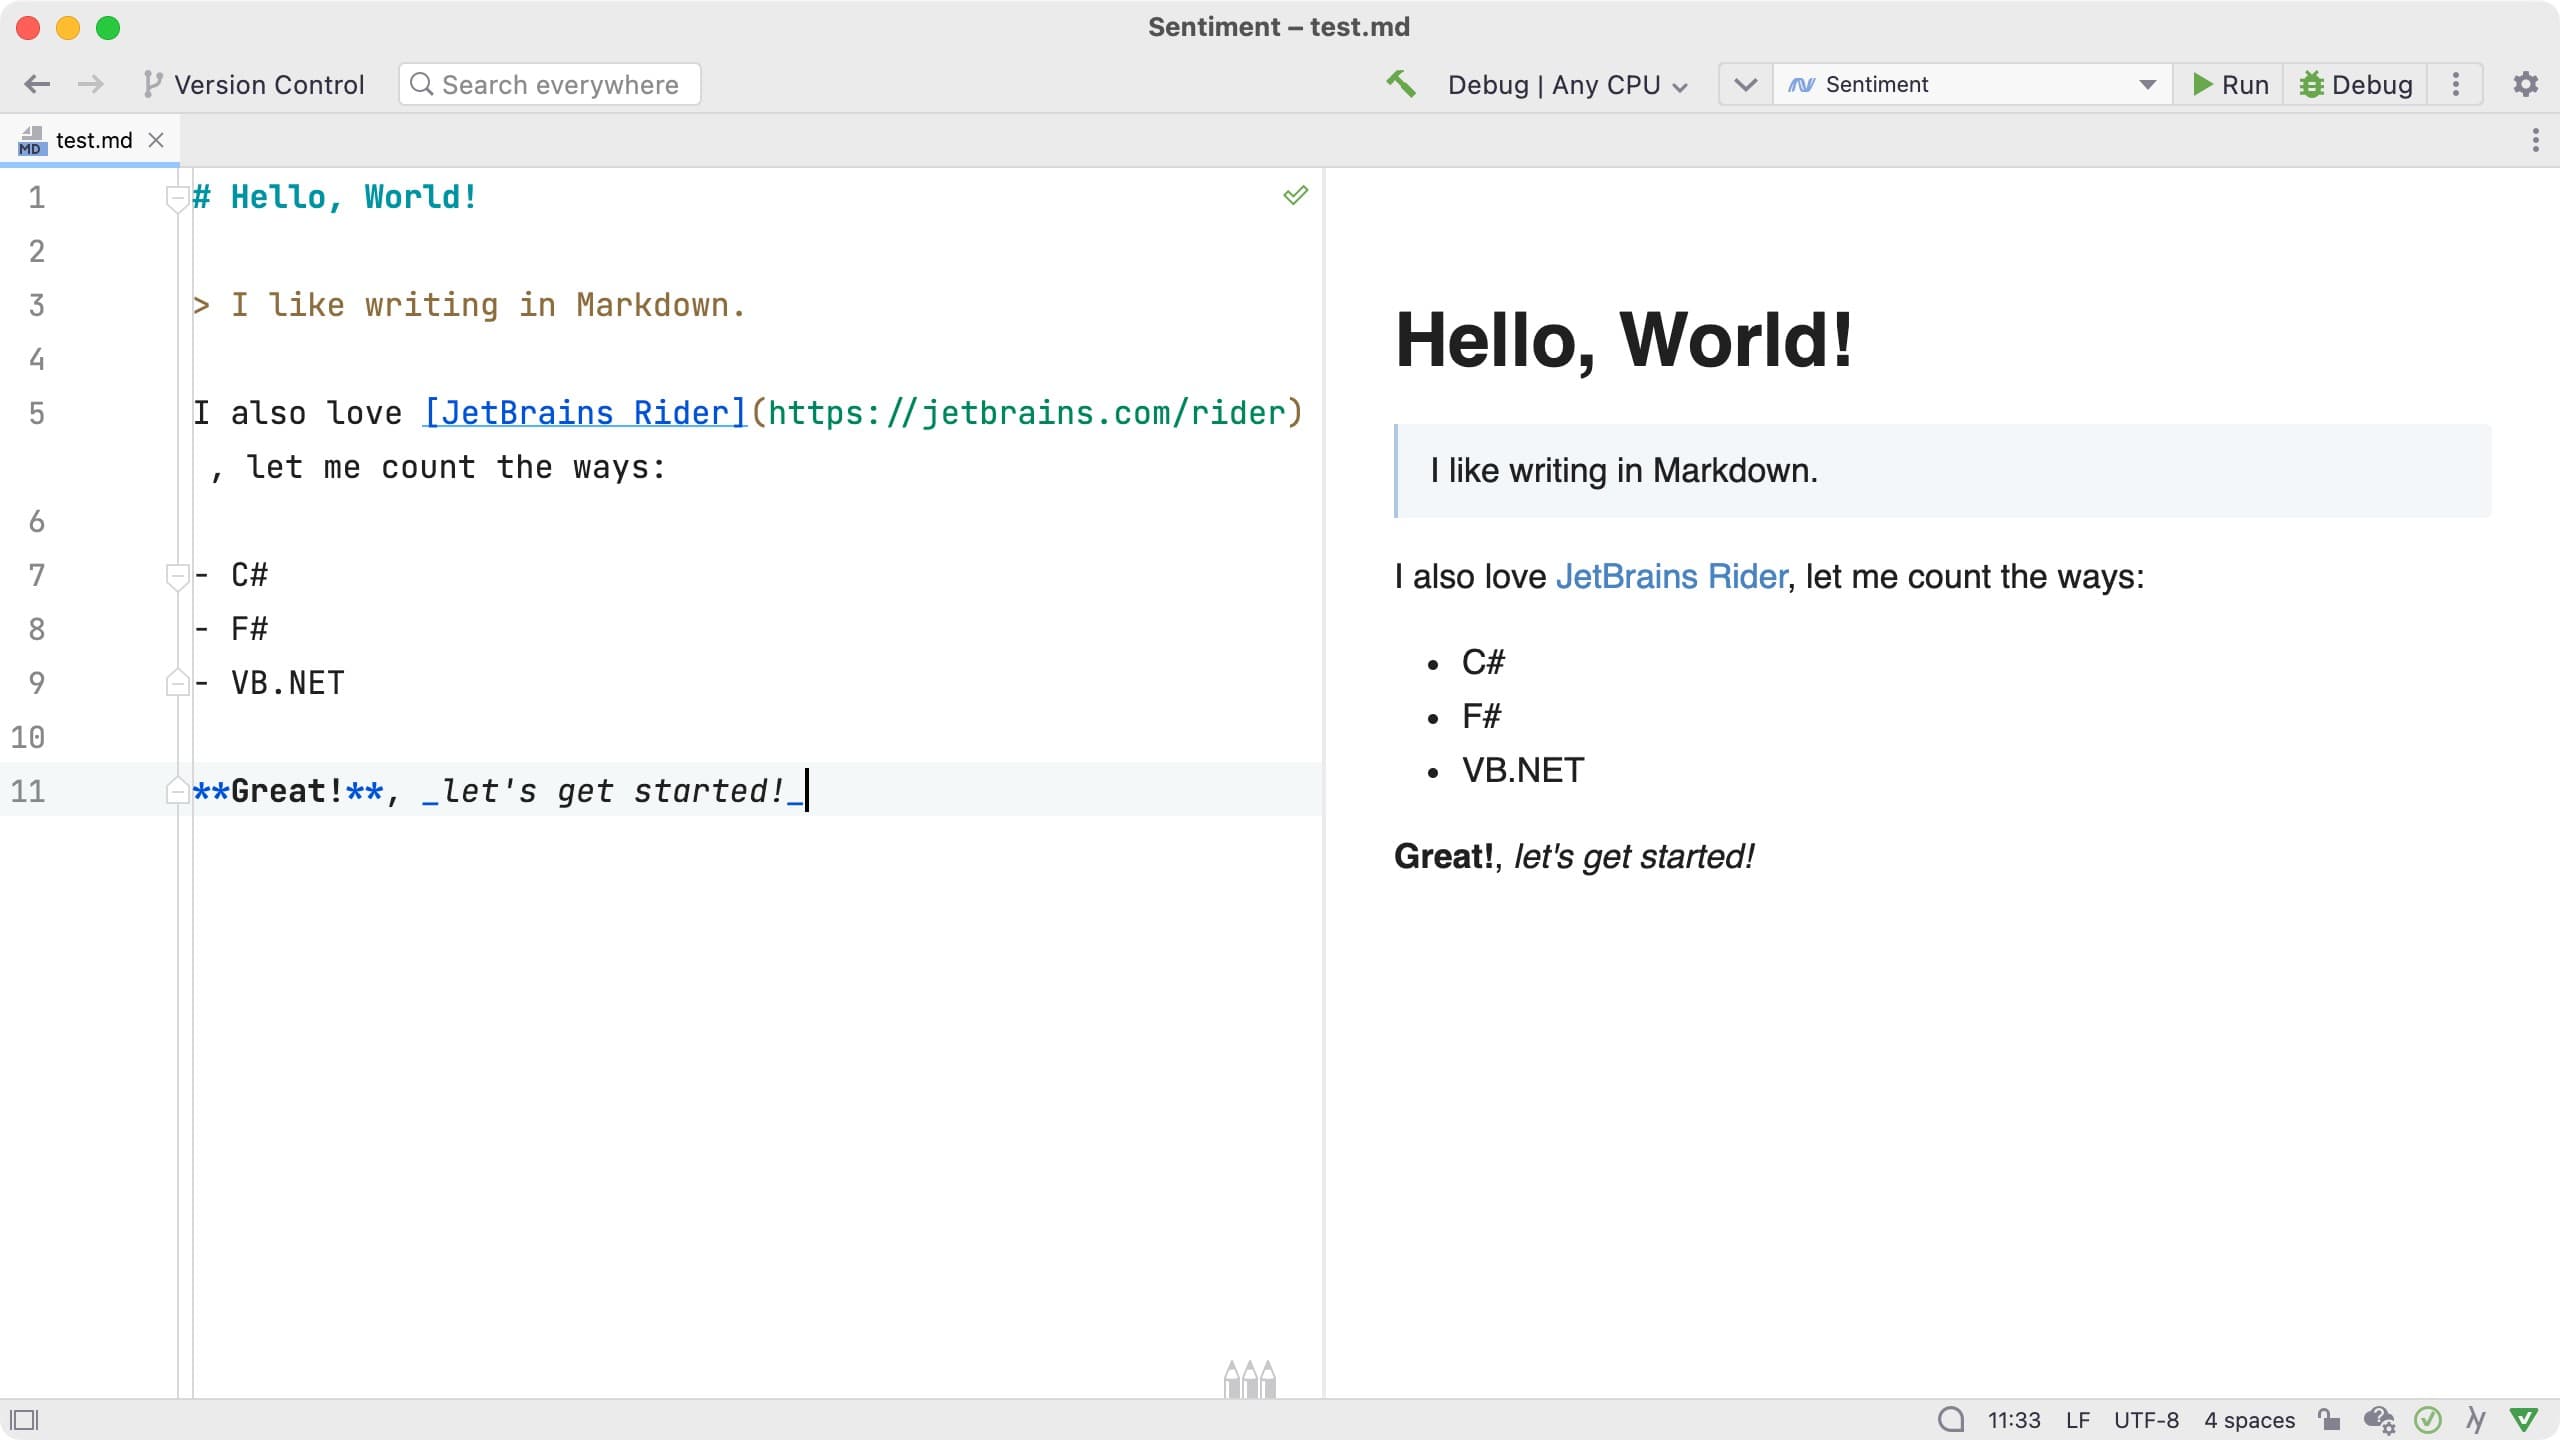 Sentiment – test.md
Version Control
Search everywhere
Debug | Any CPU
Sentiment
Run
Debug
MD
test.md
1 # Hello, World!
2
3 > I like writing in Markdown.
4
5 I also love [JetBrains Rider](https://jetbrains.com/rider)
, let me count the ways:
6
7 - C#
8 - F#
9 - VB.NET
10
11 **Great!**, _let's get started!_
Hello, World!
I like writing in Markdown.
I also love JetBrains Rider, let me count the ways:
• C#
• F#
• VB.NET
Great!, let's get started!
11:33 LF UTF-8 4 spaces